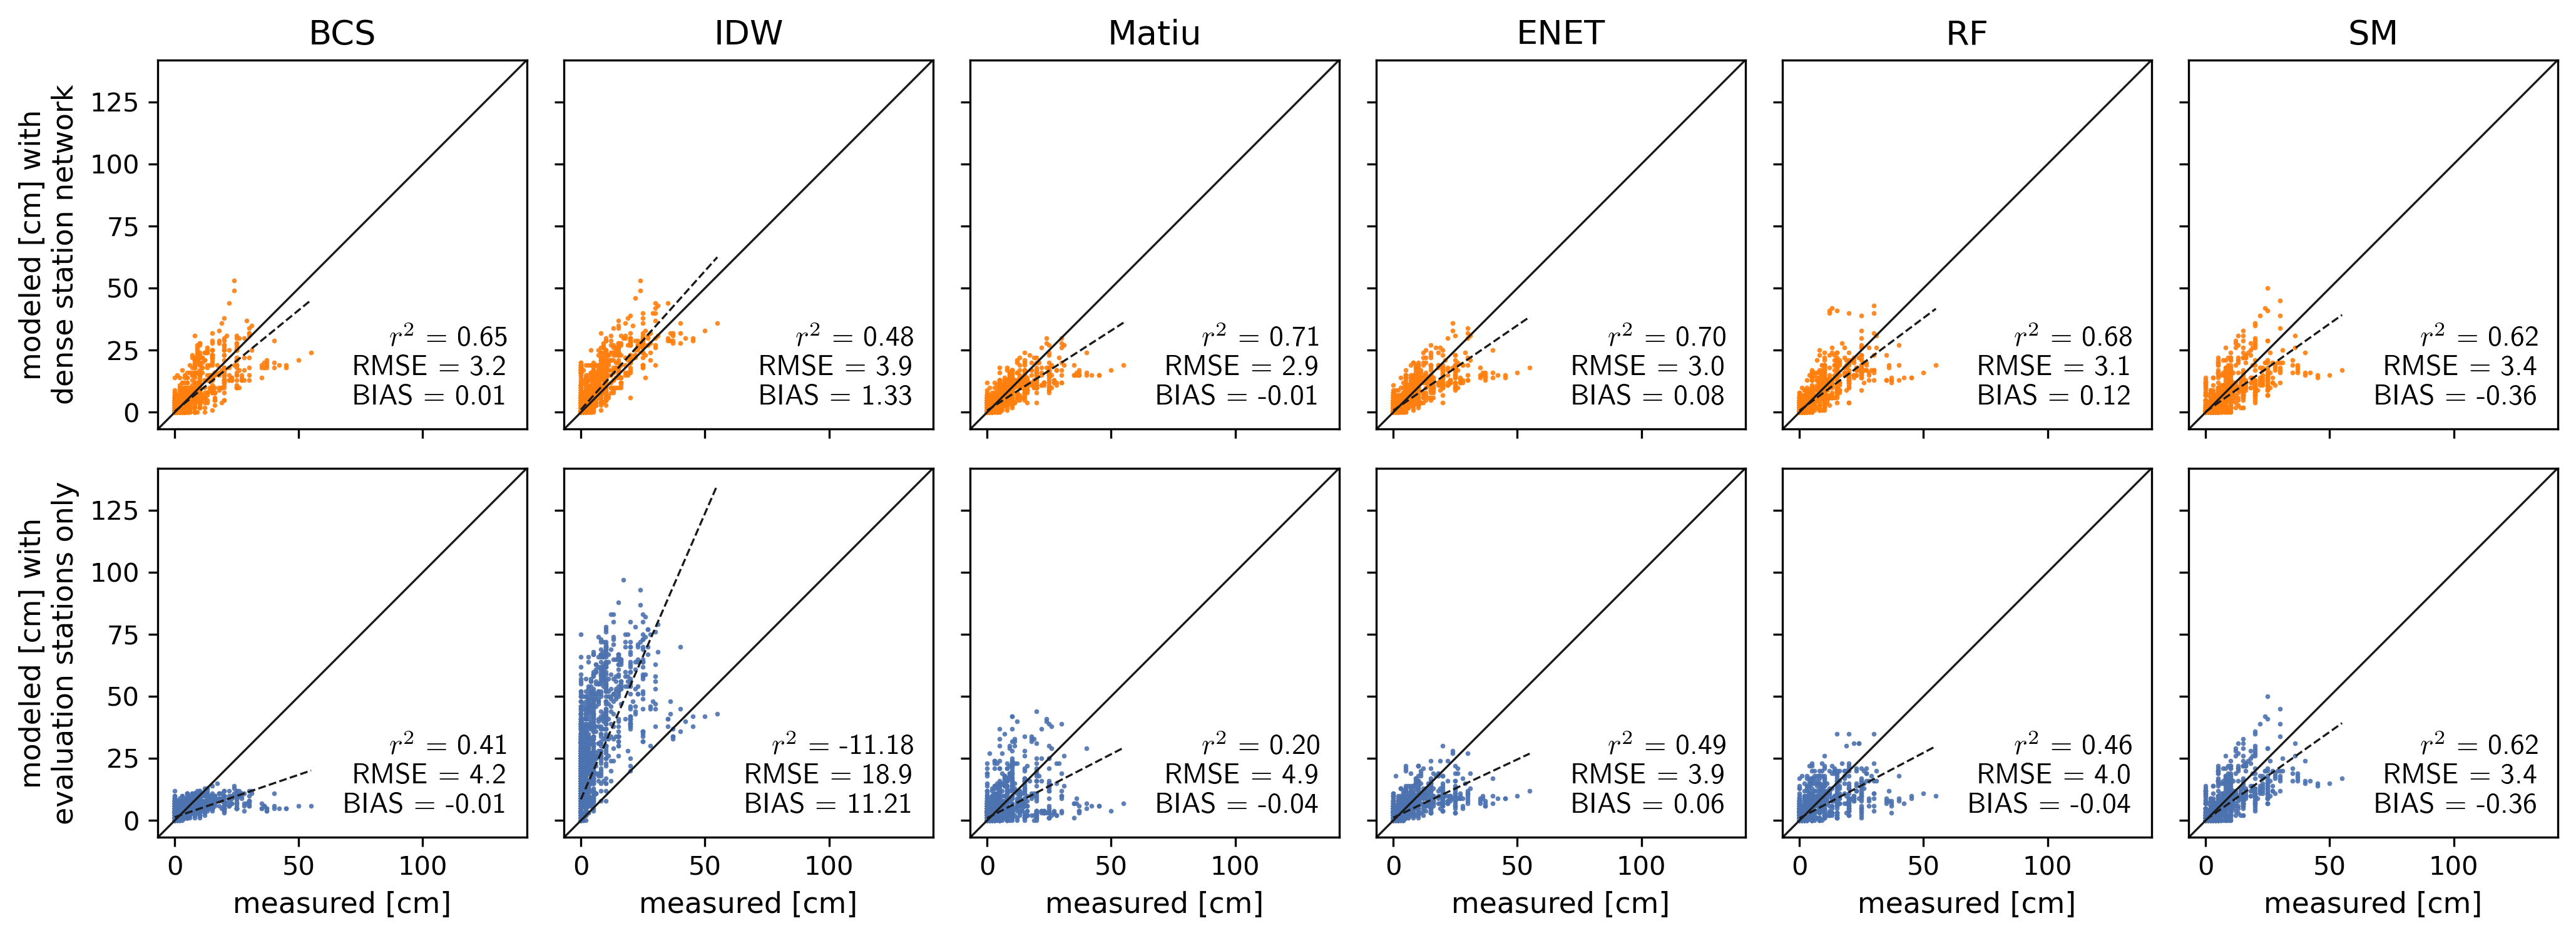 BCS IDW Matiu ENET RF SM
modeled [cm] with
dense station network
125
100
75
50
25
0
r² = 0.65
RMSE = 3.2
BIAS = 0.01
r² = 0.48
RMSE = 3.9
BIAS = 1.33
r² = 0.71
RMSE = 2.9
BIAS = -0.01
r² = 0.70
RMSE = 3.0
BIAS = 0.08
r² = 0.68
RMSE = 3.1
BIAS = 0.12
r² = 0.62
RMSE = 3.4
BIAS = -0.36
modeled [cm] with
evaluation stations only
125
100
75
50
25
0
r² = 0.41
RMSE = 4.2
BIAS = -0.01
r² = -11.18
RMSE = 18.9
BIAS = 11.21
r² = 0.20
RMSE = 4.9
BIAS = -0.04
r² = 0.49
RMSE = 3.9
BIAS = 0.06
r² = 0.46
RMSE = 4.0
BIAS = -0.04
r² = 0.62
RMSE = 3.4
BIAS = -0.36
0 50 100 0 50 100 0 50 100 0 50 100 0 50 100 0 50 100
measured [cm] measured [cm] measured [cm] measured [cm] measured [cm] measured [cm]